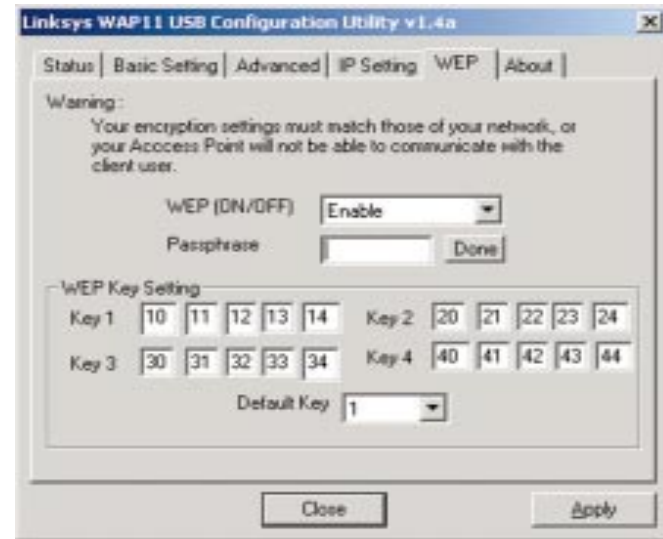 Linksys WAP11 USB Configuration Utility v1.4a
Status Basic Setting Advanced IP Setting WEP About
Warning :
Your encryption settings must match those of your network, or
your Acccess Point will not be able to communicate with the
client user.
WEP (ON/OFF) Enable
Passphrase Done
WEP Key Setting
Key 1 10 11 12 13 14 Key 2 20 21 22 23 24
Key 3 30 31 32 33 34 Key 4 40 41 42 43 44
Default Key 1
Close Apply